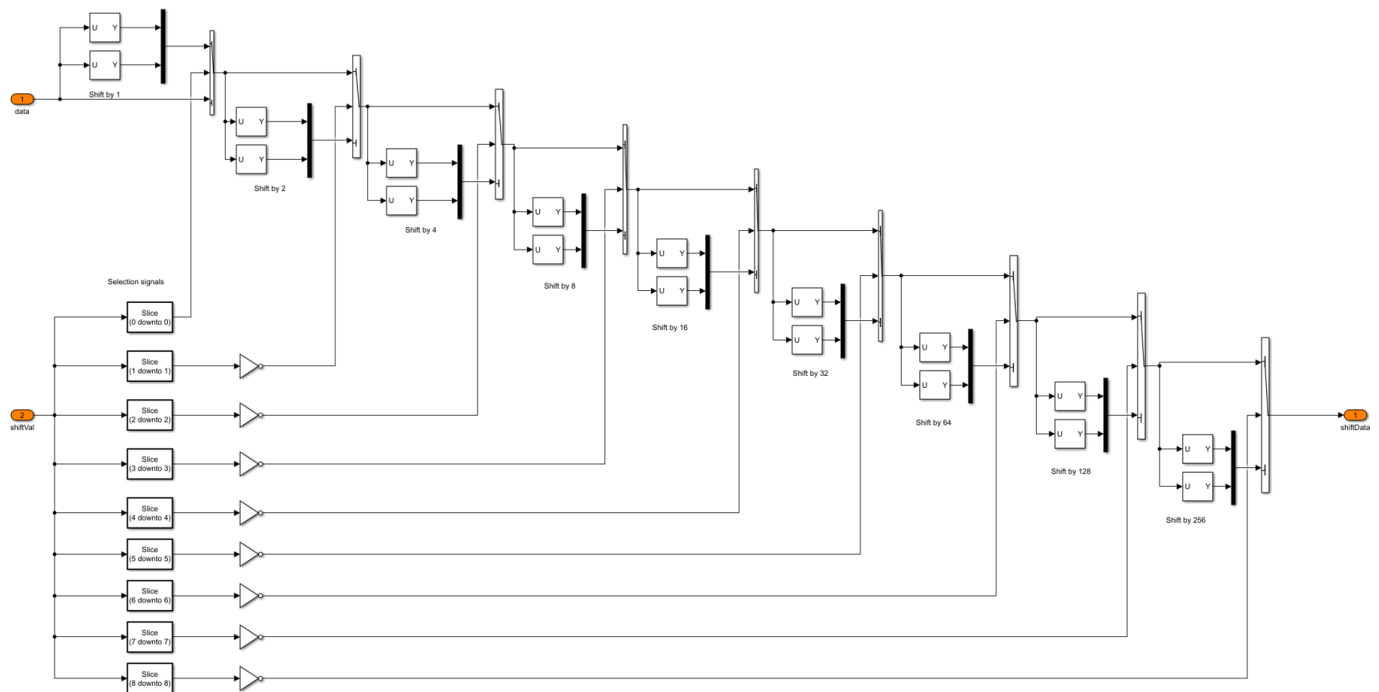 U Y
U Y
Shift by 1
1
data
U Y
U Y
Shift by 2
U Y
U Y
Shift by 4
U Y
U Y
Shift by 8
U Y
U Y
Shift by 16
U Y
U Y
Shift by 32
U Y
U Y
Shift by 64
U Y
U Y
Shift by 128
U Y
U Y
Shift by 256
1
shiftData
Selection signals
Slice
(0 downto 0)
Slice
(1 downto 1)
2
shiftVal
Slice
(2 downto 2)
Slice
(3 downto 3)
Slice
(4 downto 4)
Slice
(5 downto 5)
Slice
(6 downto 6)
Slice
(7 downto 7)
Slice
(8 downto 8)